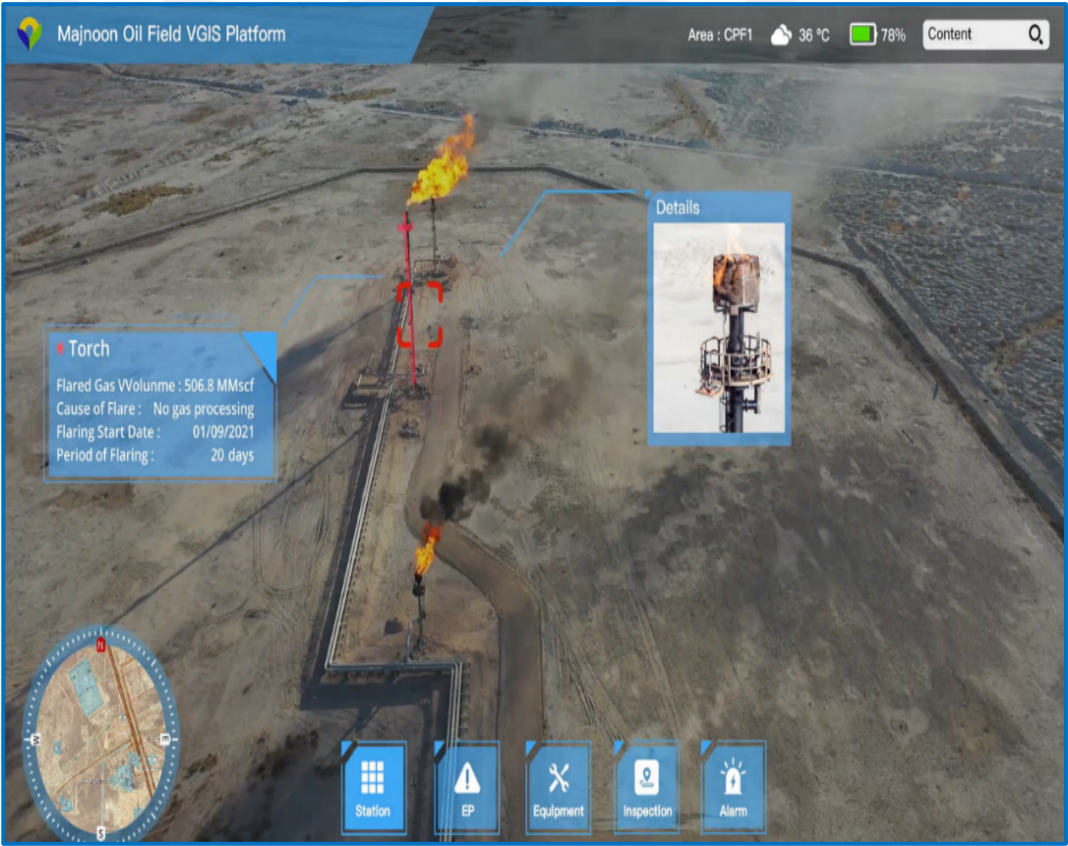 Majnoon Oil Field VGIS Platform
Area : CPF1 36 °C 78% Content
Details
Torch
Flared Gas VVolunme : 506.8 MMscf
Cause of Flare : No gas processing
Flaring Start Date : 01/09/2021
Period of Flaring : 20 days
N
W E
S
Station EP Equipment Inspection Alarm